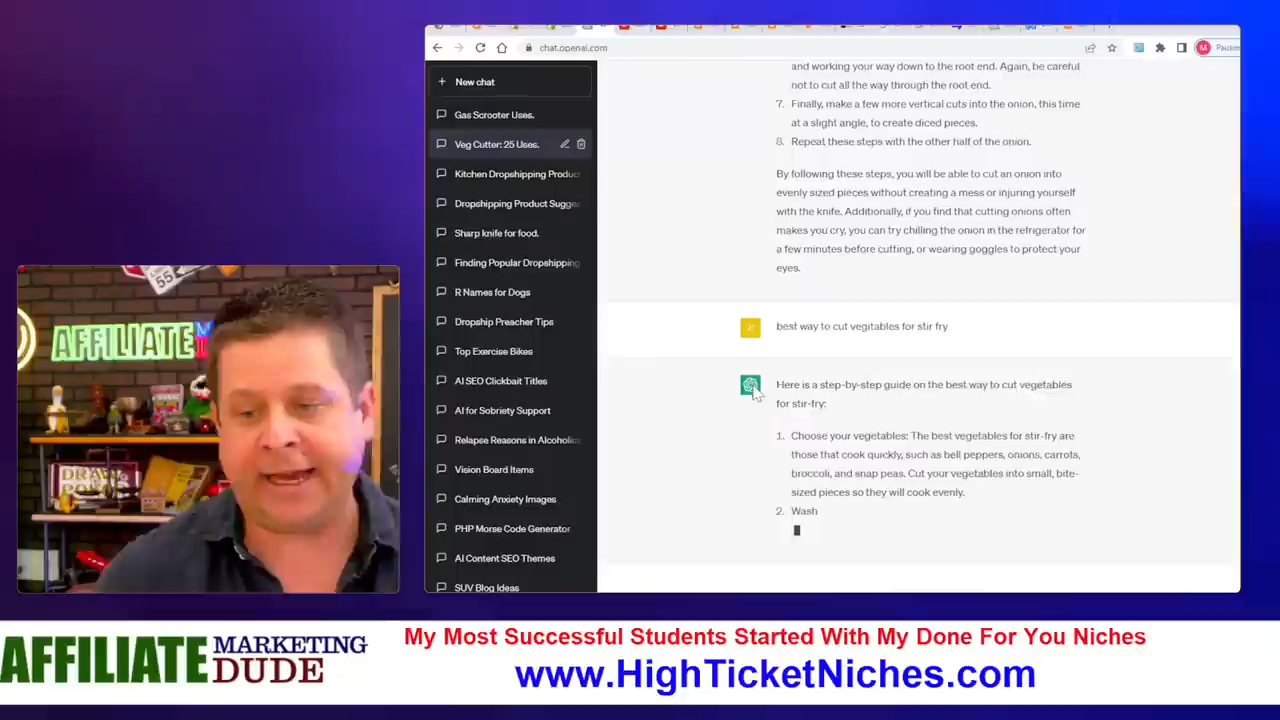 chat.openai.com
Pausin
New chat
Gas Scrooter Uses.
Veg Cutter: 25 Uses.
Kitchen Dropshipping Produc
Dropshipping Product Sugge
Sharp knife for food.
Finding Popular Dropshipping
R Names for Dogs
Dropship Preacher Tips
Top Exercise Bikes
AI SEO Clickbait Titles
AI for Sobriety Support
Relapse Reasons in Alcoholics
Vision Board Items
Calming Anxiety Images
PHP Morse Code Generator
AI Content SEO Themes
SUV Blog Ideas
and working your way down to the root end. Again, be careful
not to cut all the way through the root end.
7. Finally, make a few more vertical cuts into the onion, this time
at a slight angle, to create diced pieces.
8. Repeat these steps with the other half of the onion.
By following these steps, you will be able to cut an onion into
evenly sized pieces without creating a mess or injuring yourself
with the knife. Additionally, if you find that cutting onions often
makes you cry, you can try chilling the onion in the refrigerator for
a few minutes before cutting, or wearing goggles to protect your
eyes.
best way to cut vegitables for stir fry
Here is a step-by-step guide on the best way to cut vegetables
for stir-fry:
1. Choose your vegetables: The best vegetables for stir-fry are
those that cook quickly, such as bell peppers, onions, carrots,
broccoli, and snap peas. Cut your vegetables into small, bite-
sized pieces so they will cook evenly.
2. Wash
55
AFFILIATE M
DRAW
AFFILIATE MARKETING DUDE
My Most Successful Students Started With My Done For You Niches
www.HighTicketNiches.com